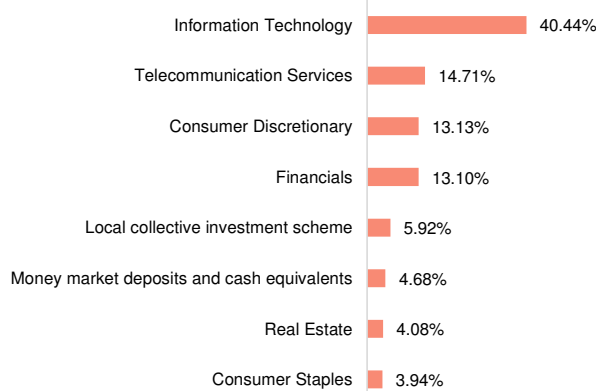 Information Technology 40.44%
Telecommunication Services 14.71%
Consumer Discretionary 13.13%
Financials 13.10%
Local collective investment scheme 5.92%
Money market deposits and cash equivalents 4.68%
Real Estate 4.08%
Consumer Staples 3.94%